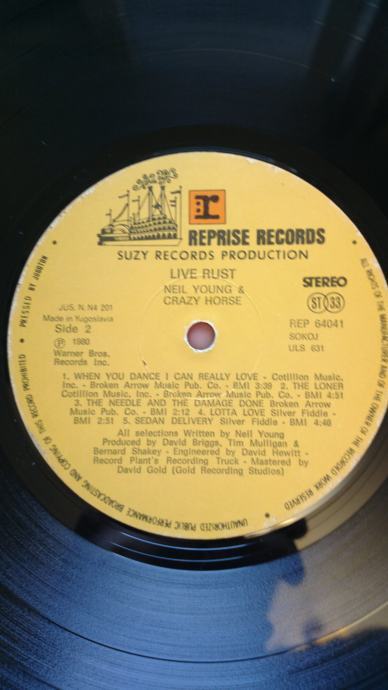 r
REPRISE RECORDS
SUZY RECORDS PRODUCTION
LIVE RUST
NEIL YOUNG &
CRAZY HORSE
STEREO
ST 33
JUS. N. N4 201
Made in Yugoslavia
Side 2
Ⓟ 1980
Warner Bros.
Records Inc.
REP 64041
SOKOJ
ULS 631
1. WHEN YOU DANCE I CAN REALLY LOVE - Cotillion Music,
Inc. - Broken Arrow Music Pub. Co. - BMI 3:39 2. THE LONER
Cotillion Music, Inc. - Broken Arrow Music Pub. Co. BMI 4:51
3. THE NEEDLE AND THE DAMAGE DONE Broken Arrow
Music Pub. Co. - BMI 2:12 4. LOTTA LOVE Silver Fiddle -
BMI 2:51 5. SEDAN DELIVERY Silver Fiddle - BMI 4:46
All selections Written by Neil Young
Produced by David Briggs, Tim Mulligan &
Bernard Shakey - Engineered by David Hewitt -
Record Plant's Recording Truck - Mastered by
David Gold (Gold Recording Studios)
PRESSED BY JUGOTON
OF THE MANUFACTURER AND THE OWNER OF THE RECORDED WORK RESERVED
UNAUTHORIZED PUBLIC PERFORMANCE BROADCASTING AND COPYING OF THIS RECORD PROHIBITED